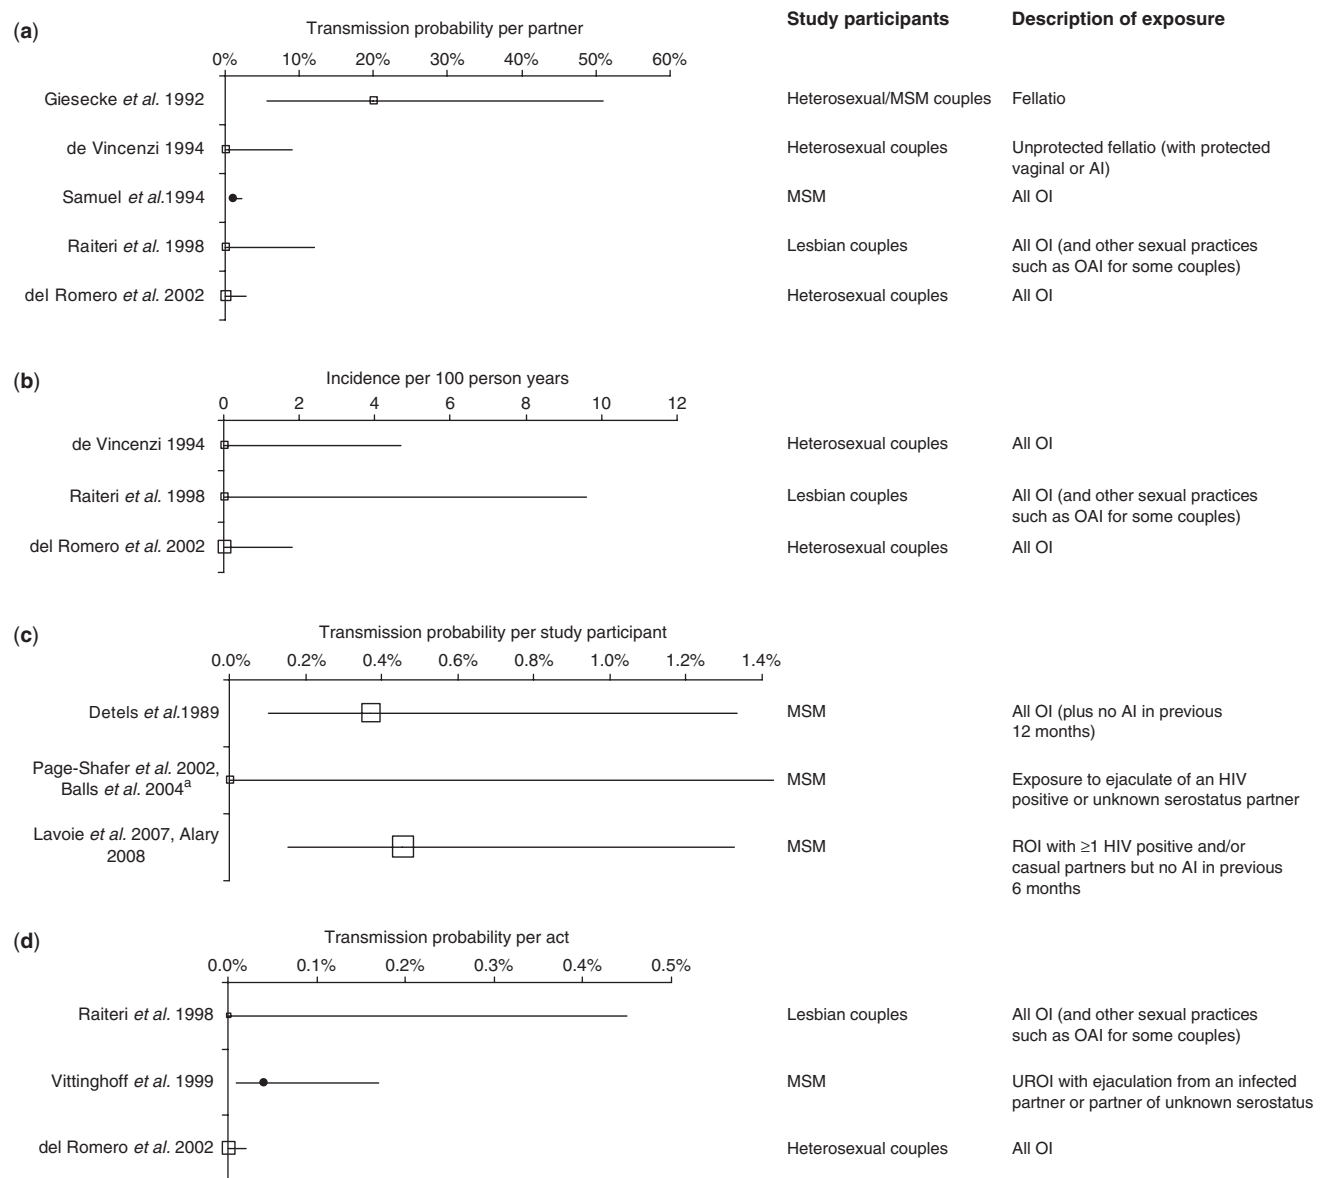 (a)
Transmission probability per partner
Study participants
Description of exposure
0% 10% 20% 30% 40% 50% 60%
Giesecke et al. 1992
Heterosexual/MSM couples
Fellatio
de Vincenzi 1994
Heterosexual couples
Unprotected fellatio (with protected
vaginal or AI)
Samuel et al.1994
MSM
All OI
Raiteri et al. 1998
Lesbian couples
All OI (and other sexual practices
such as OAI for some couples)
del Romero et al. 2002
Heterosexual couples
All OI
(b)
Incidence per 100 person years
0 2 4 6 8 10 12
de Vincenzi 1994
Heterosexual couples
All OI
Raiteri et al. 1998
Lesbian couples
All OI (and other sexual practices
such as OAI for some couples)
del Romero et al. 2002
Heterosexual couples
All OI
(c)
Transmission probability per study participant
0.0% 0.2% 0.4% 0.6% 0.8% 1.0% 1.2% 1.4%
Detels et al.1989
MSM
All OI (plus no AI in previous
12 months)
Page-Shafer et al. 2002,
Balls et al. 2004a
MSM
Exposure to ejaculate of an HIV
positive or unknown serostatus partner
Lavoie et al. 2007, Alary
2008
MSM
ROI with ≥1 HIV positive and/or
casual partners but no AI in previous
6 months
(d)
Transmission probability per act
0.0% 0.1% 0.2% 0.3% 0.4% 0.5%
Raiteri et al. 1998
Lesbian couples
All OI (and other sexual practices
such as OAI for some couples)
Vittinghoff et al. 1999
MSM
UROI with ejaculation from an infected
partner or partner of unknown serostatus
del Romero et al. 2002
Heterosexual couples
All OI